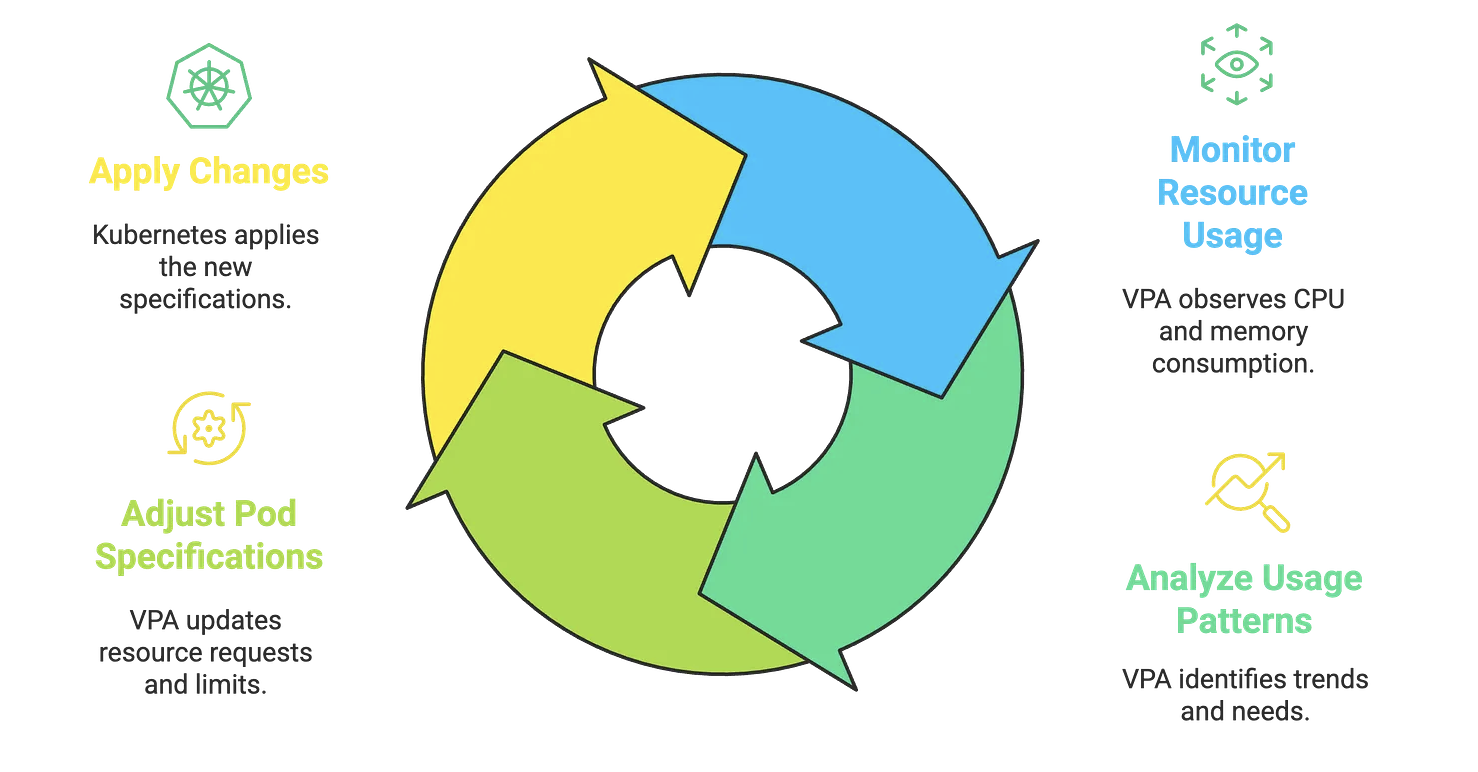 Apply Changes
Kubernetes applies
the new
specifications.
Adjust Pod
Specifications
VPA updates
resource requests
and limits.
Monitor
Resource
Usage
VPA observes CPU
and memory
consumption.
Analyze Usage
Patterns
VPA identifies trends
and needs.